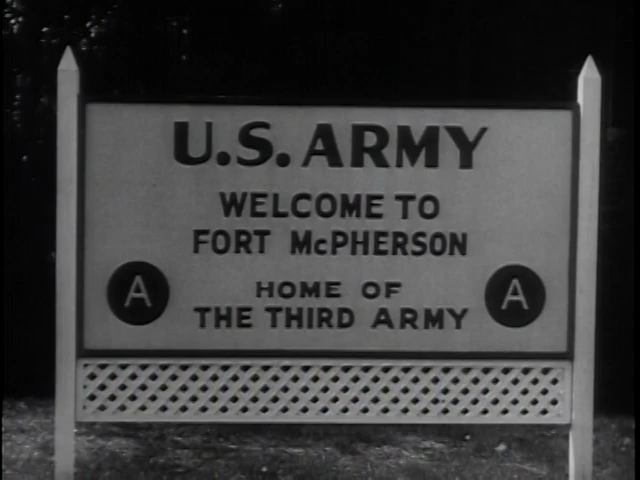 U.S. ARMY
WELCOME TO
FORT McPHERSON
HOME OF
THE THIRD ARMY
A
A